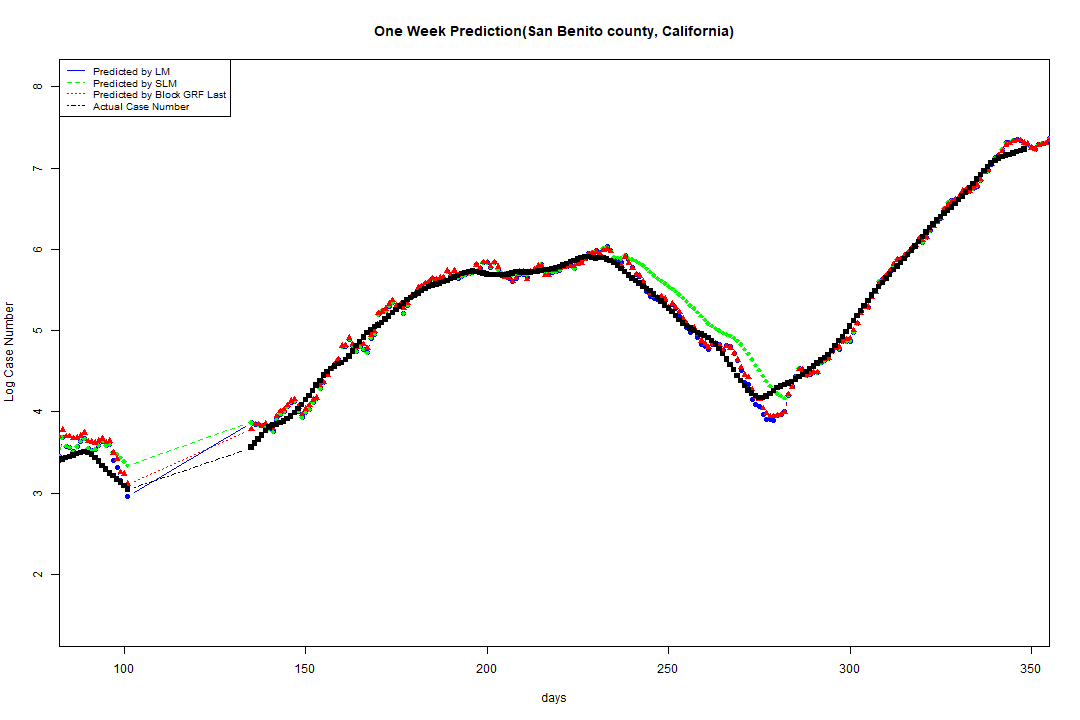 One Week Prediction(San Benito county, California)
Predicted by LM
Predicted by SLM
Predicted by Block GRF Last
Actual Case Number
8
7
6
5
4
3
2
Log Case Number
100 150 200 250 300 350
days